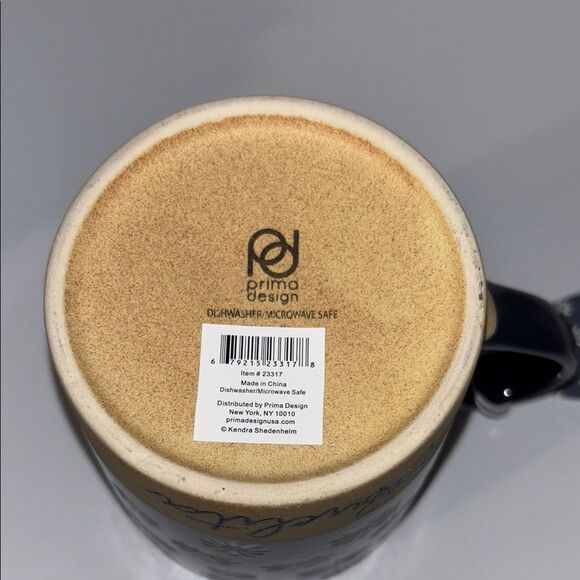 pd
prima
design
DISHWASHER/MICROWAVE SAFE
6 79215 23317 8
Item # 23317
Made in China
Dishwasher/Microwave Safe
Distributed by Prima Design
New York, NY 10010
primadesignusa.com
© Kendra Shedenhelm